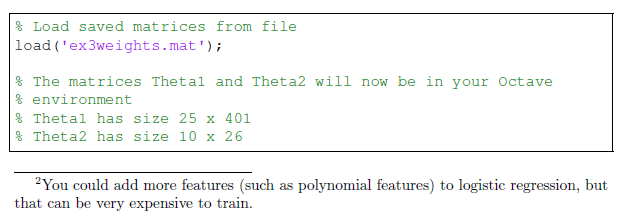 % Load saved matrices from file
load('ex3weights.mat');
% The matrices Theta1 and Theta2 will now be in your Octave
% environment
% Theta1 has size 25 x 401
% Theta2 has size 10 x 26
2You could add more features (such as polynomial features) to logistic regression, but
that can be very expensive to train.